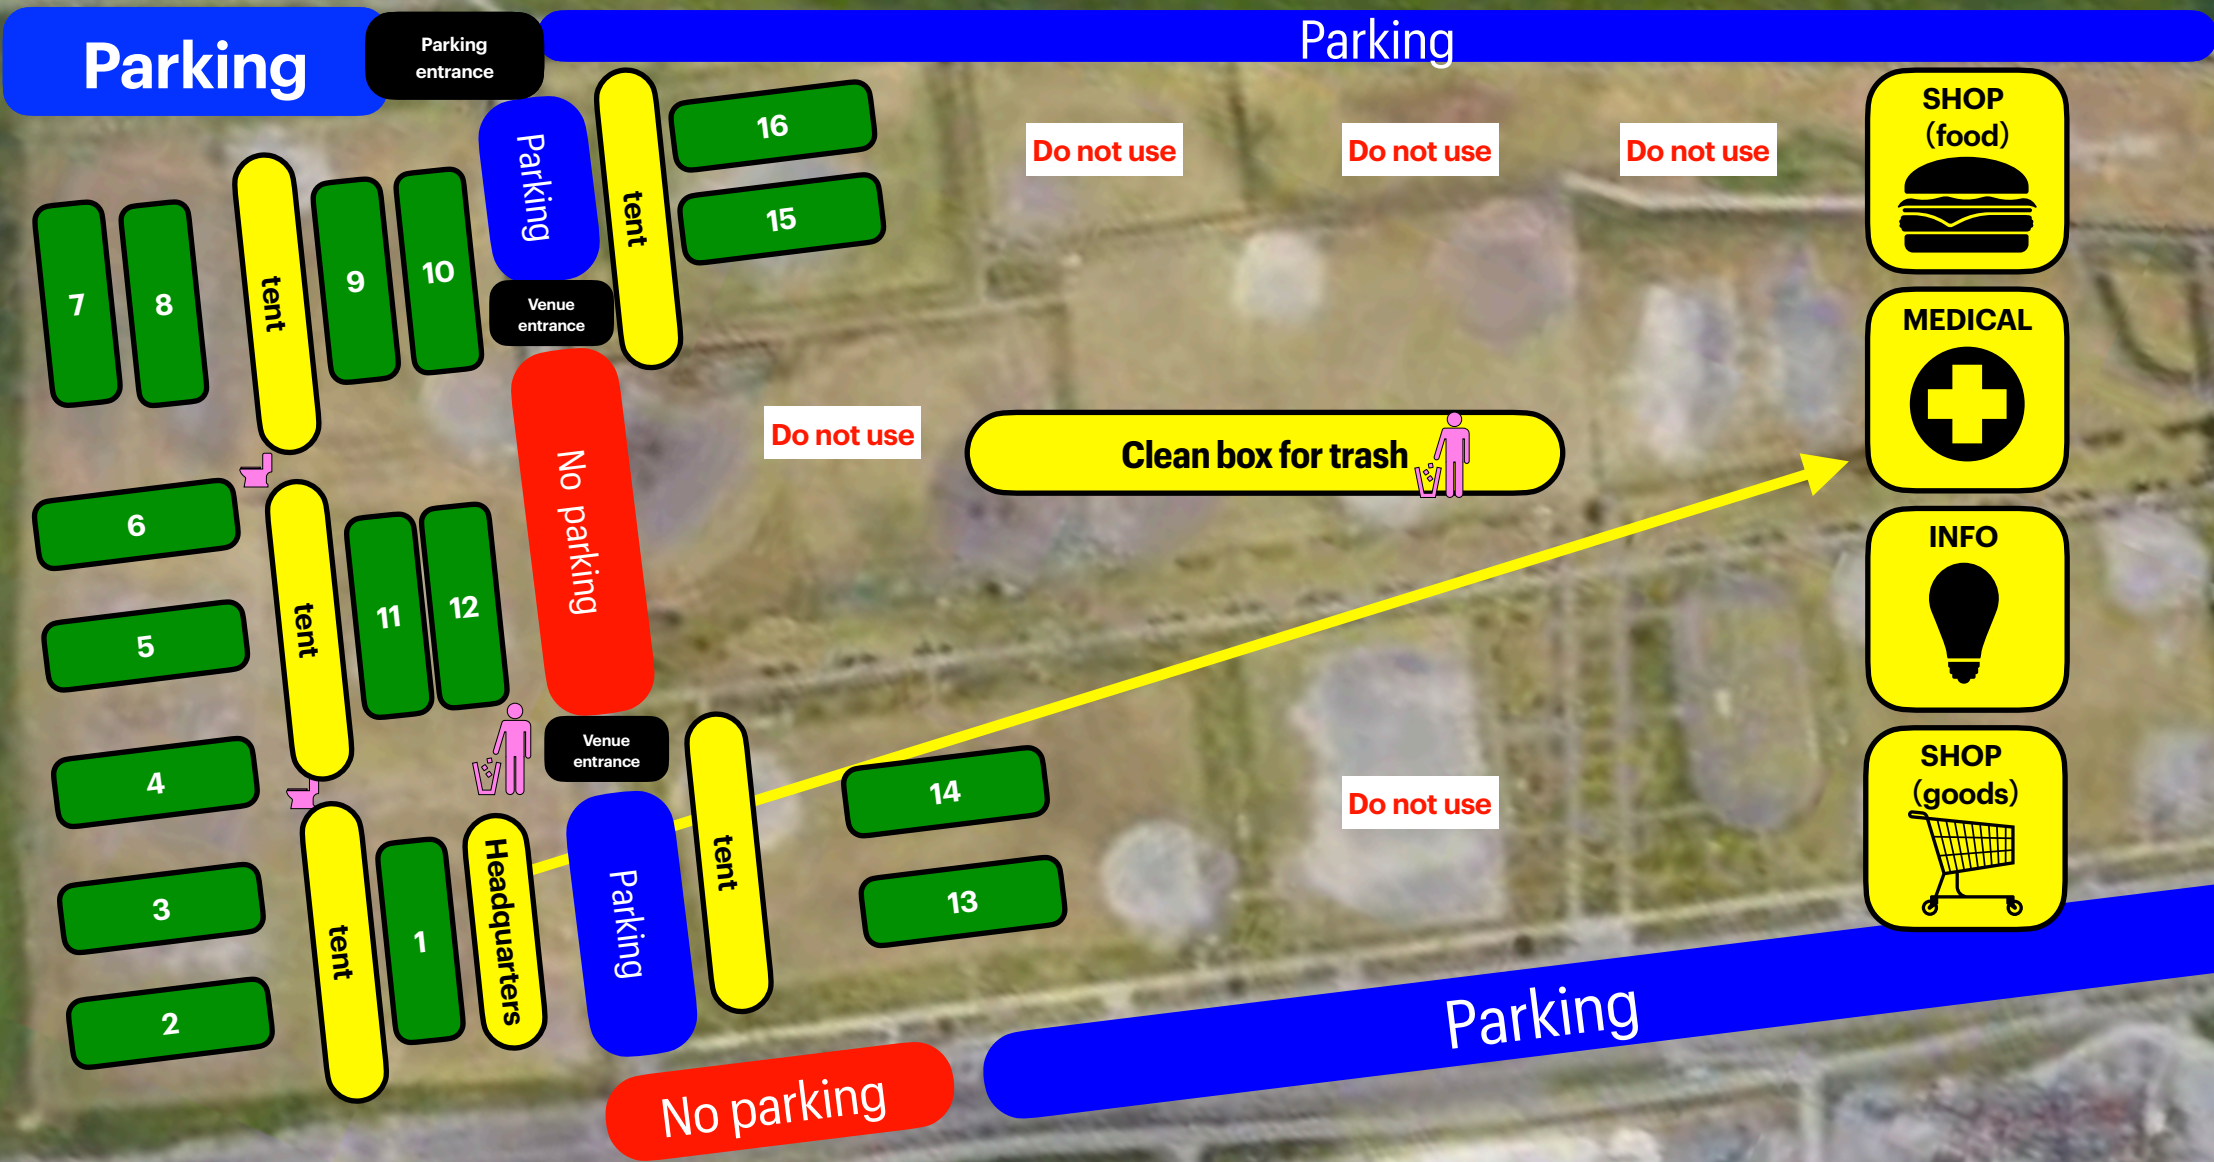 Parking
Parking
entrance
Parking
Parking
tent
16
15
Do not use
Do not use
Do not use
SHOP
(food)
7
8
tent
9
10
Venue
entrance
MEDICAL
No parking
Do not use
Clean box for trash
6
5
tent
11
12
INFO
Venue
entrance
4
3
2
tent
1
Headquarters
Parking
tent
14
13
Do not use
SHOP
(goods)
Parking
No parking